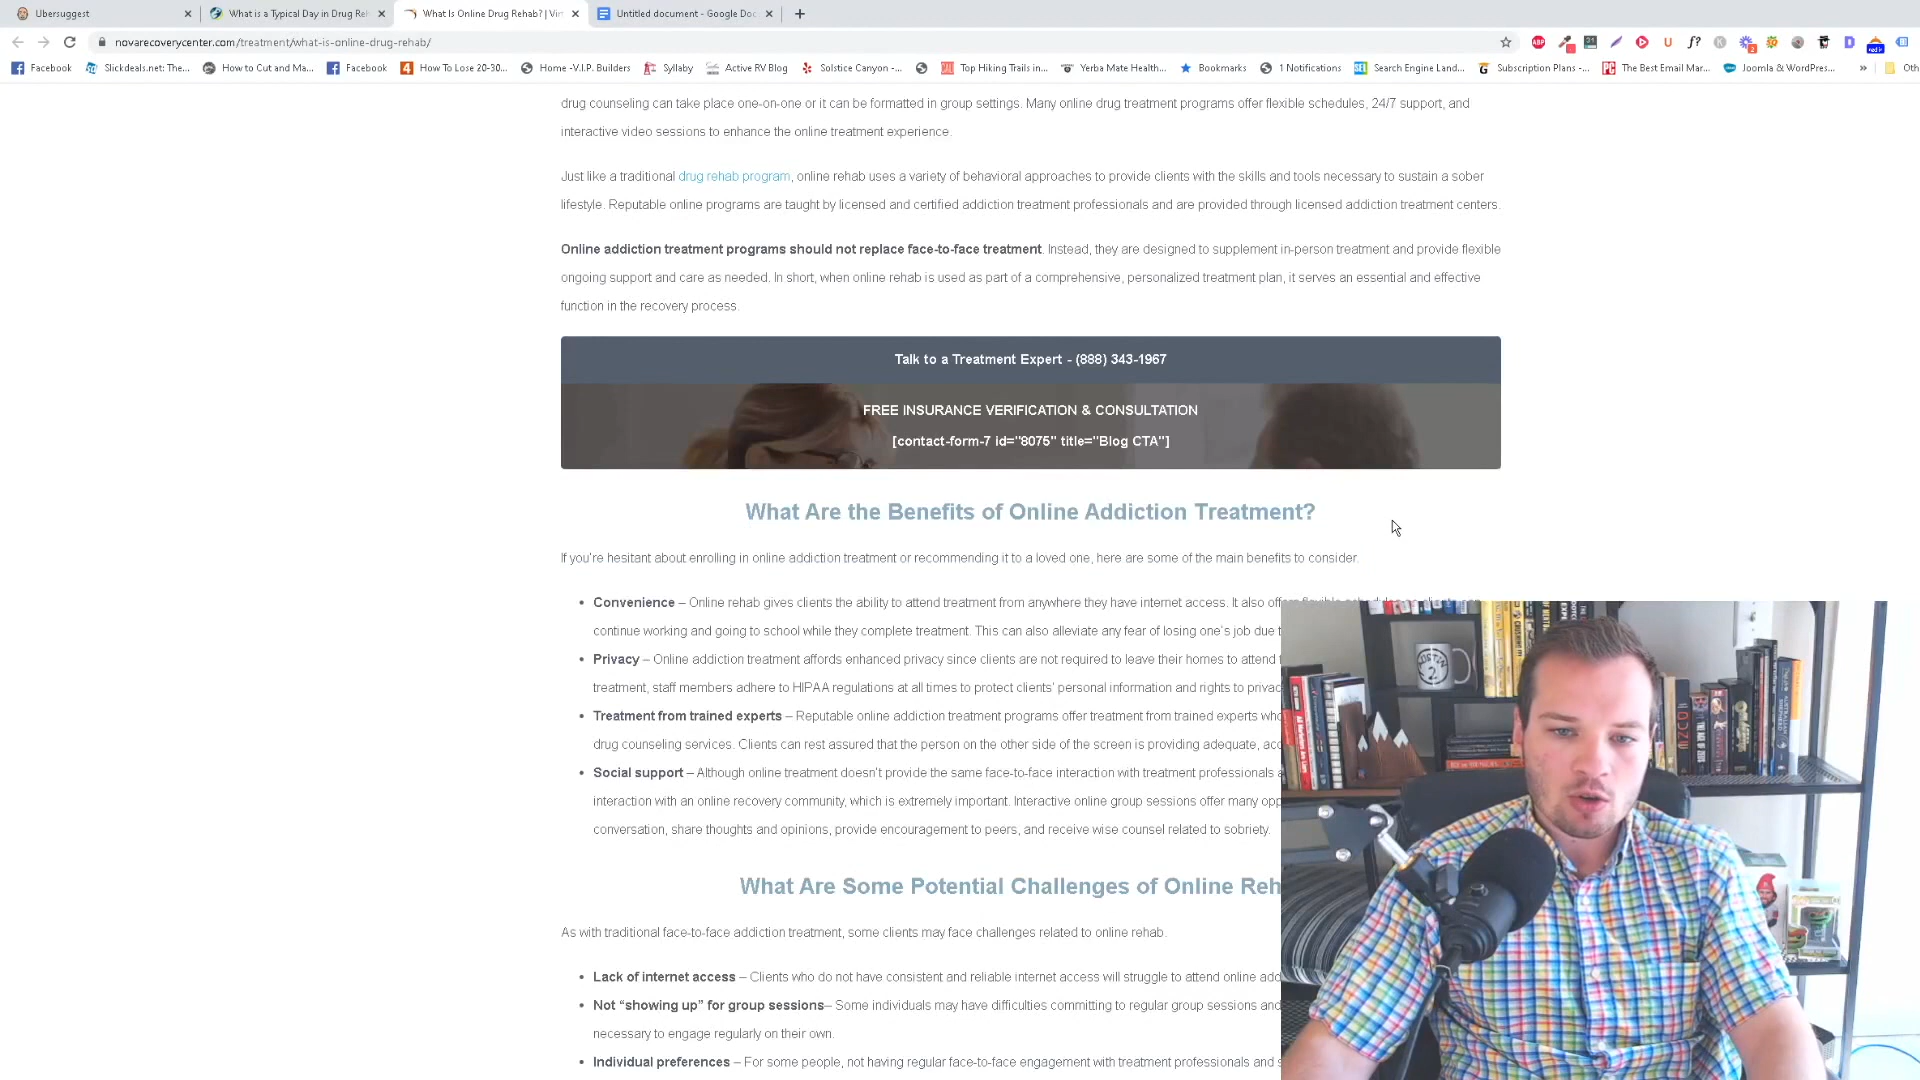 Ubersuggest
What is a Typical Day in Drug Reh
What Is Online Drug Rehab? | Vir
Untitled document - Google Doc
novarecoverycenter.com/treatment/what-is-online-drug-rehab/
Facebook
Slickdeals.net: The...
How to Cut and Ma...
Facebook
How To Lose 20-30...
Home -V.I.P. Builders
Syllaby
Active RV Blog
Solstice Canyon -...
Top Hiking Trails in...
Yerba Mate Health...
Bookmarks
1 Notifications
Search Engine Land...
Subscription Plans -...
The Best Email Mar...
Joomla & WordPres...
»
Oth
drug counseling can take place one-on-one or it can be formatted in group settings. Many online drug treatment programs offer flexible schedules, 24/7 support, and
interactive video sessions to enhance the online treatment experience.
Just like a traditional drug rehab program, online rehab uses a variety of behavioral approaches to provide clients with the skills and tools necessary to sustain a sober
lifestyle. Reputable online programs are taught by licensed and certified addiction treatment professionals and are provided through licensed addiction treatment centers.
Online addiction treatment programs should not replace face-to-face treatment. Instead, they are designed to supplement in-person treatment and provide flexible
ongoing support and care as needed. In short, when online rehab is used as part of a comprehensive, personalized treatment plan, it serves an essential and effective
function in the recovery process.
Talk to a Treatment Expert - (888) 343-1967
FREE INSURANCE VERIFICATION & CONSULTATION
[contact-form-7 id="8075" title="Blog CTA"]
What Are the Benefits of Online Addiction Treatment?
If you're hesitant about enrolling in online addiction treatment or recommending it to a loved one, here are some of the main benefits to consider.
• Convenience – Online rehab gives clients the ability to attend treatment from anywhere they have internet access. It also
continue working and going to school while they complete treatment. This can also alleviate any fear of losing one's job due
• Privacy – Online addiction treatment affords enhanced privacy since clients are not required to leave their homes to attend
treatment, staff members adhere to HIPAA regulations at all times to protect clients' personal information and rights to
• Treatment from trained experts – Reputable online addiction treatment programs offer treatment from trained experts
drug counseling services. Clients can rest assured that the person on the other side of the screen is providing adequate,
• Social support – Although online treatment doesn't provide the same face-to-face interaction with treatment professionals
interaction with an online recovery community, which is extremely important. Interactive online group sessions offer many
conversation, share thoughts and opinions, provide encouragement to peers, and receive wise counsel related to sobriety.
What Are Some Potential Challenges of Online
As with traditional face-to-face addiction treatment, some clients may face challenges related to online rehab.
• Lack of internet access – Clients who do not have consistent and reliable internet access will struggle to attend online
• Not “showing up” for group sessions– Some individuals may have difficulties committing to regular group sessions and
necessary to engage regularly on their own.
• Individual preferences – For some people, not having regular face-to-face engagement with treatment professionals and